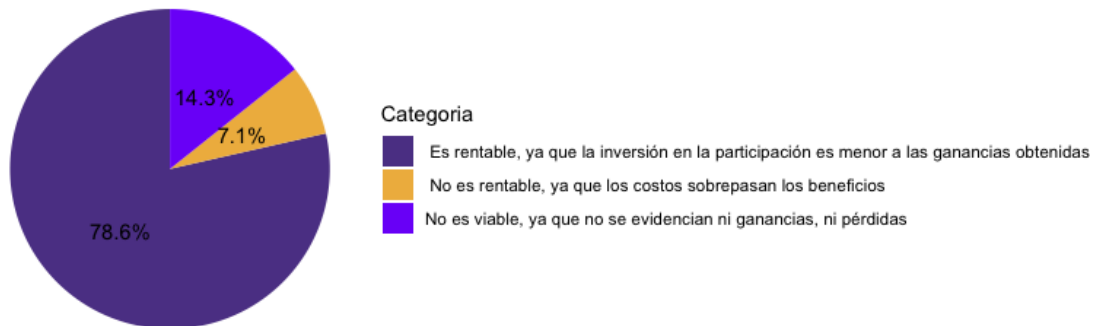 14.3%
7.1%
78.6%
Categoria
Es rentable, ya que la inversión en la participación es menor a las ganancias obtenidas
No es rentable, ya que los costos sobrepasan los beneficios
No es viable, ya que no se evidencian ni ganancias, ni pérdidas